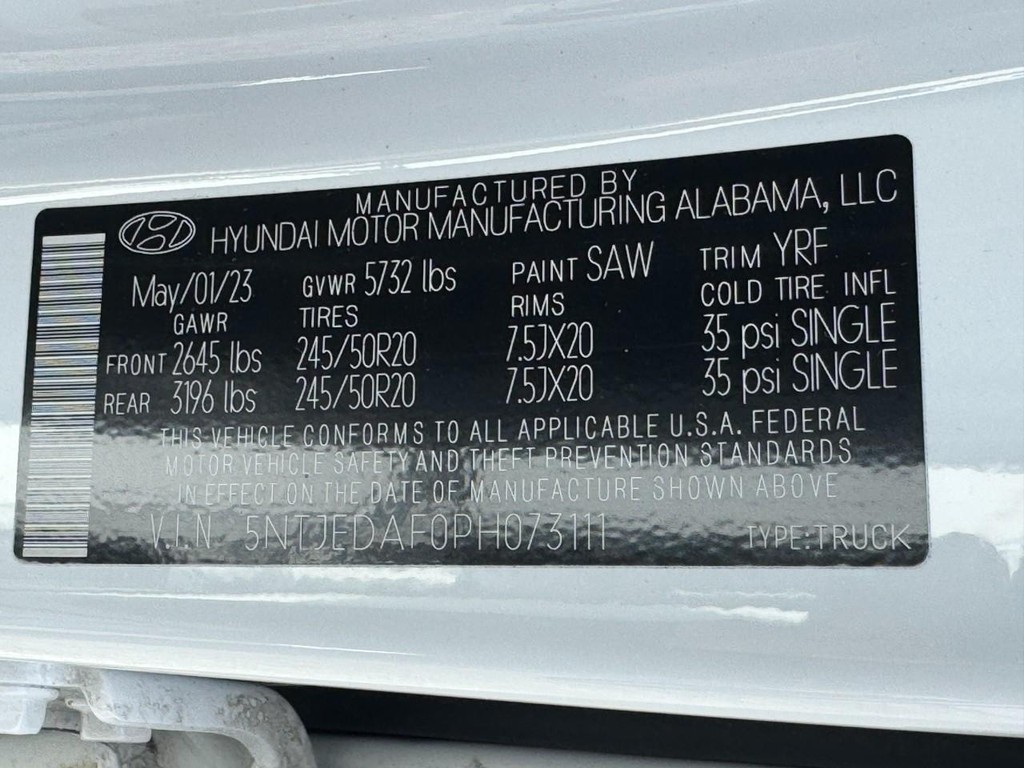 MANUFACTURED BY
HYUNDAI MOTOR MANUFACTURING ALABAMA, LLC
May/01/23 GVWR 5732 lbs PAINT SAW TRIM YRF
GAWR TIRES RIMS COLD TIRE INFL
FRONT 2645 lbs 245/50R20 7.5JX20 35 psi SINGLE
REAR 3196 lbs 245/50R20 7.5JX20 35 psi SINGLE
THIS VEHICLE CONFORMS TO ALL APPLICABLE U.S.A. FEDERAL
MOTOR VEHICLE SAFETY AND THEFT PREVENTION STANDARDS
IN EFFECT ON THE DATE OF MANUFACTURE SHOWN ABOVE
V.I.N 5NTJEDAF0PH073111 TYPE:TRUCK